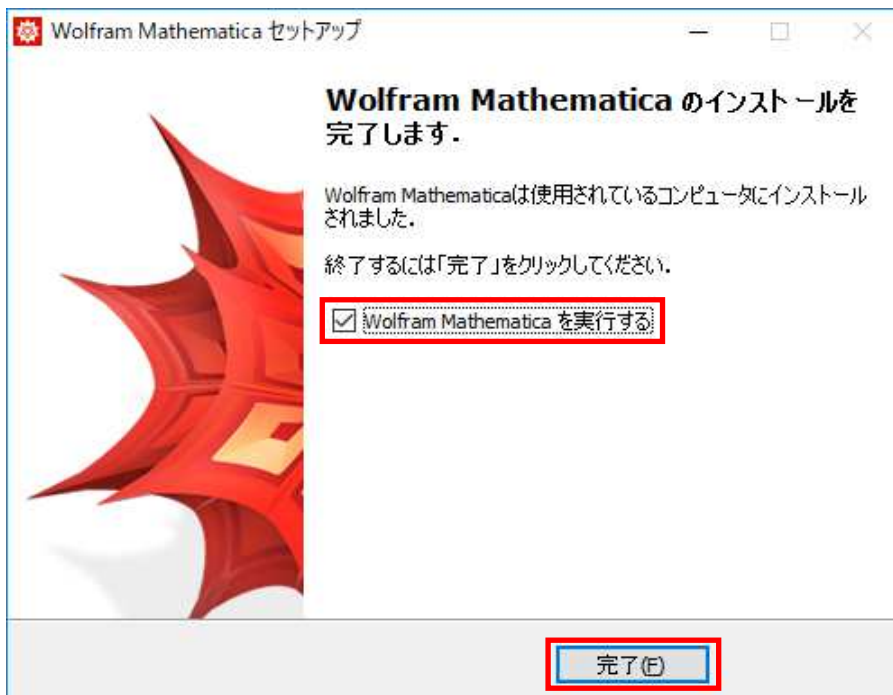 Wolfram Mathematica セットアップ
Wolfram Mathematica のインストールを
完了します.
Wolfram Mathematicaは使用されているコンピュータにインストール
されました.
終了するには「完了」をクリックしてください.
Wolfram Mathematica を実行する
完了(F)